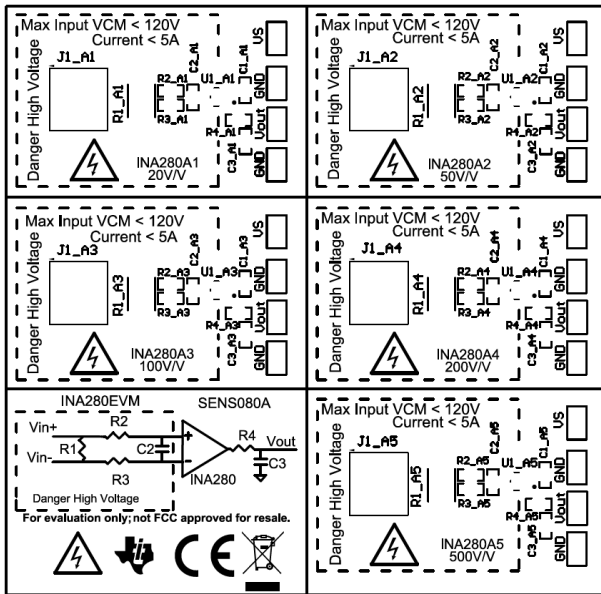 Max Input VCM < 120V
Current < 5A
Danger High Voltage
J1_A1
R1_A1
R2_A1
R3_A1
C2_A1
U1_A1
C1_A1
R4_A1
C3_A1
VS
GND
Vout
GND
INA280A1
20V/V
Max Input VCM < 120V
Current < 5A
Danger High Voltage
J1_A2
R1_A2
R2_A2
R3_A2
C2_A2
U1_A2
C1_A2
R4_A2
C3_A2
VS
GND
Vout
GND
INA280A2
50V/V
Max Input VCM < 120V
Current < 5A
Danger High Voltage
J1_A3
R1_A3
R2_A3
R3_A3
C2_A3
U1_A3
C1_A3
R4_A3
C3_A3
VS
GND
Vout
GND
INA280A3
100V/V
Max Input VCM < 120V
Current < 5A
Danger High Voltage
J1_A4
R1_A4
R2_A4
R3_A4
C2_A4
U1_A4
C1_A4
R4_A4
C3_A4
VS
GND
Vout
GND
INA280A4
200V/V
INA280EVM
SENS080A
Vin+
Vin-
R1
R2
R3
C2
+
-
INA280
R4
Vout
C3
Danger High Voltage
For evaluation only; not FCC approved for resale.
CE
Max Input VCM < 120V
Current < 5A
Danger High Voltage
J1_A5
R1_A5
R2_A5
R3_A5
C2_A5
U1_A5
C1_A5
R4_A5
C3_A5
VS
GND
Vout
GND
INA280A5
500V/V